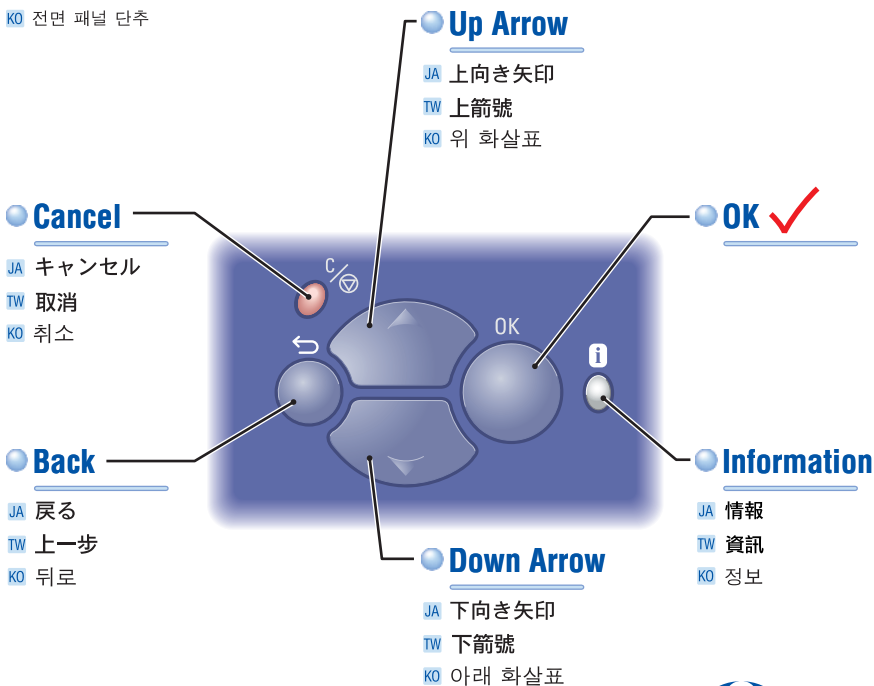 KO 전면 패널 단추
Up Arrow
JA 上向き矢印
TW 上箭號
KO 위 화살표
Cancel
JA キャンセル
TW 取消
KO 취소
OK
C/
OK
i
Back
JA 戻る
TW 上一步
KO 뒤로
Information
JA 情報
TW 資訊
KO 정보
Down Arrow
JA 下向き矢印
TW 下箭號
KO 아래 화살표